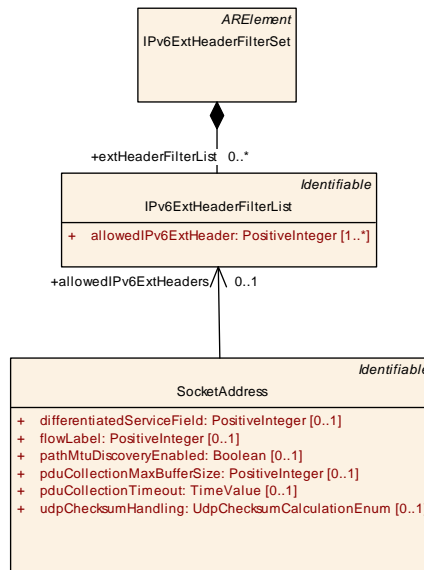 ARElement
IPv6ExtHeaderFilterSet
+extHeaderFilterList 0..*
Identifiable
IPv6ExtHeaderFilterList
+ allowedIPv6ExtHeader: PositiveInteger [1..*]
+allowedIPv6ExtHeaders 0..1
Identifiable
SocketAddress
+ differentiatedServiceField: PositiveInteger [0..1]
+ flowLabel: PositiveInteger [0..1]
+ pathMtuDiscoveryEnabled: Boolean [0..1]
+ pduCollectionMaxBufferSize: PositiveInteger [0..1]
+ pduCollectionTimeout: TimeValue [0..1]
+ udpChecksumHandling: UdpChecksumCalculationEnum [0..1]